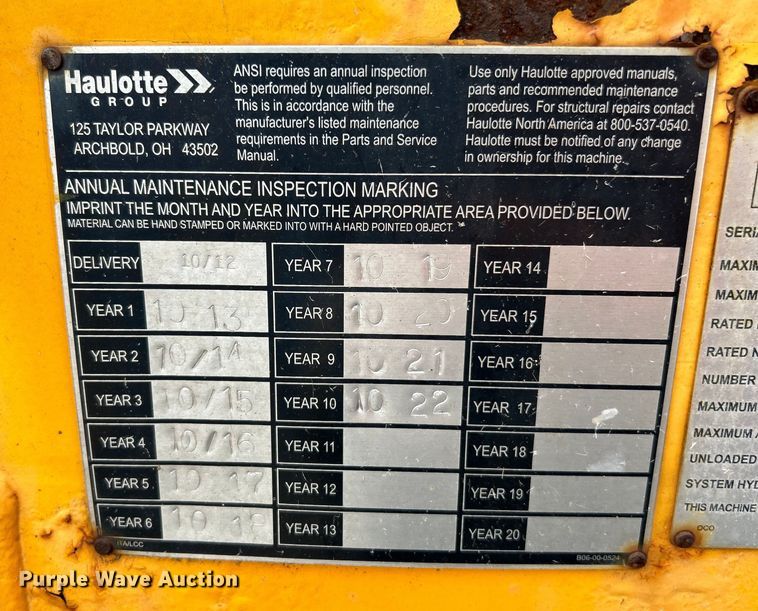 Haulotte
GROUP
125 TAYLOR PARKWAY
ARCHBOLD, OH 43502
ANSI requires an annual inspection
be performed by qualified personnel.
This is in accordance with the
manufacturer's listed maintenance
requirements in the Parts and Service
Manual.
Use only Haulotte approved manuals,
parts and recommended maintenance
procedures. For structural repairs contact
Haulotte North America at 800-537-0540.
Haulotte must be notified of any change
in ownership for this machine.
ANNUAL MAINTENANCE INSPECTION MARKING
IMPRINT THE MONTH AND YEAR INTO THE APPROPRIATE AREA PROVIDED BELOW.
MATERIAL CAN BE HAND STAMPED OR MARKED INTO WITH A HARD POINTED OBJECT.
DELIVERY 10/12
YEAR 1 10 13
YEAR 2 10/14
YEAR 3 10/15
YEAR 4 10/16
YEAR 5 10 17
YEAR 6 10 18
YEAR 7 10 19
YEAR 8 10 20
YEAR 9 10 21
YEAR 10 10 22
YEAR 11
YEAR 12
YEAR 13
YEAR 14
YEAR 15
YEAR 16
YEAR 17
YEAR 18
YEAR 19
YEAR 20
ITA/LCC
B06-00-0524
SERI
MAXIM
MAXIM
RATED
RATED N
NUMBER
MAXIMUM
MAXIMUM
UNLOADED
SYSTEM HYD
THIS MACHINE
DCO
Purple Wave Auction